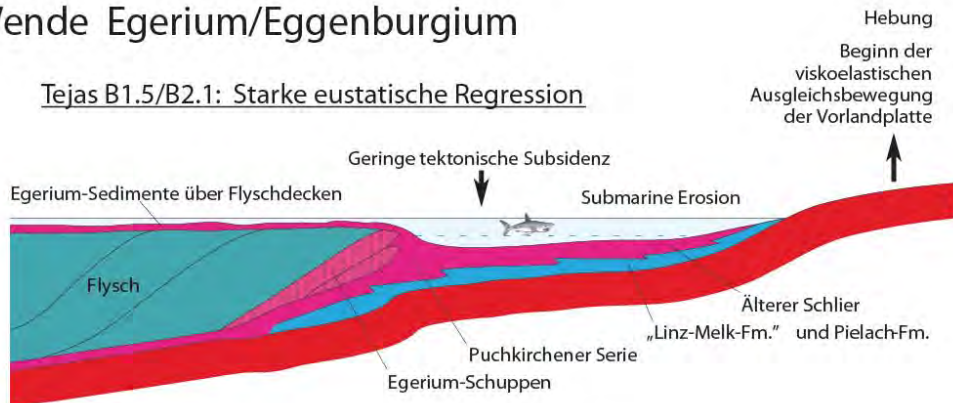 Wende Egerium/Eggenburgium
Tejas B1.5/B2.1: Starke eustatische Regression
Hebung
Beginn der
viskoelastischen
Ausgleichsbewegung
der Vorlandplatte
Geringe tektonische Subsidenz
Egerium-Sedimente über Flyschdecken
Submarine Erosion
Flysch
Älterer Schlier
„Linz-Melk-Fm.” und Pielach-Fm.
Puchkirchener Serie
Egerium-Schuppen